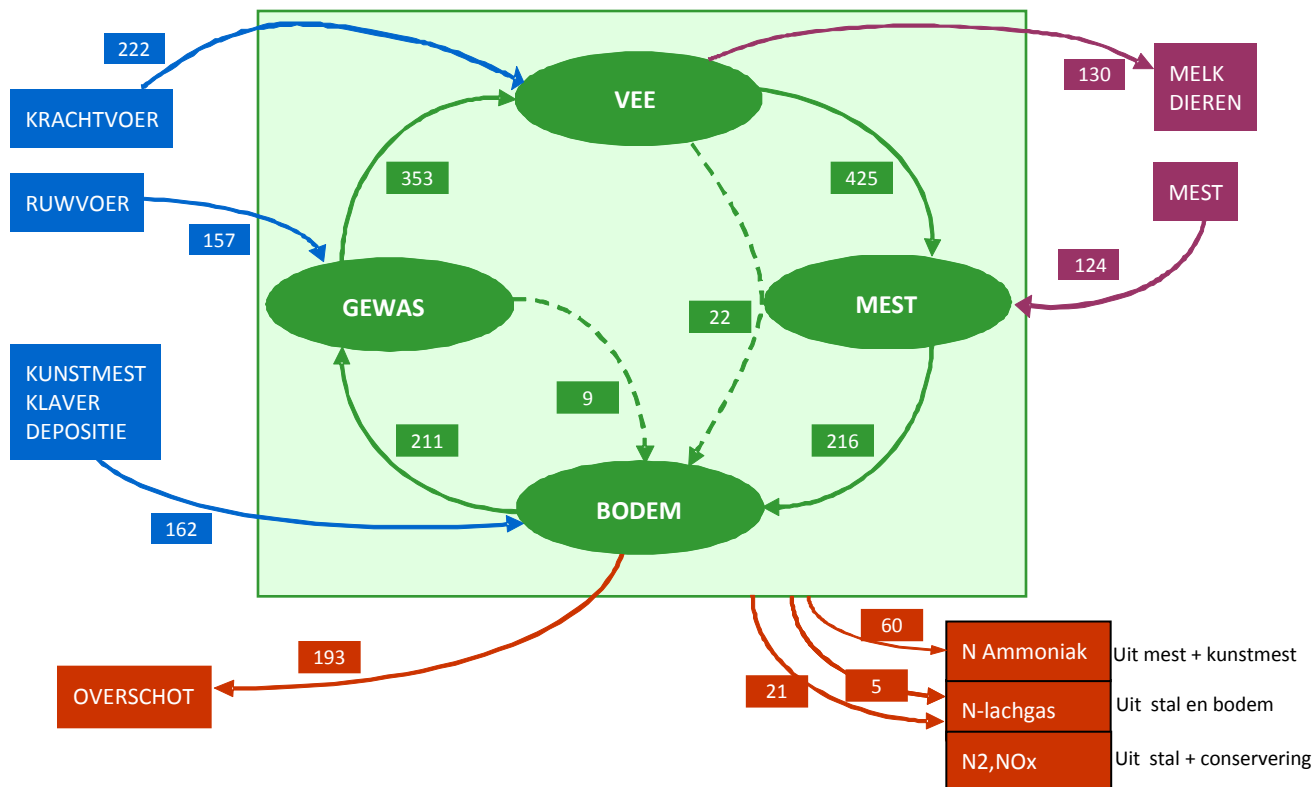 222
KRACHTVOER
VEE
130
MELK
DIEREN
353
425
RUWVOER
157
MEST
124
GEWAS
22
MEST
KUNSTMEST
KLAVER
DEPOSITIE
9
211
216
162
BODEM
193
OVERSCHOT
60
N Ammoniak
Uit mest + kunstmest
21
5
N-lachgas
Uit stal en bodem
N2,NOx
Uit stal + conservering